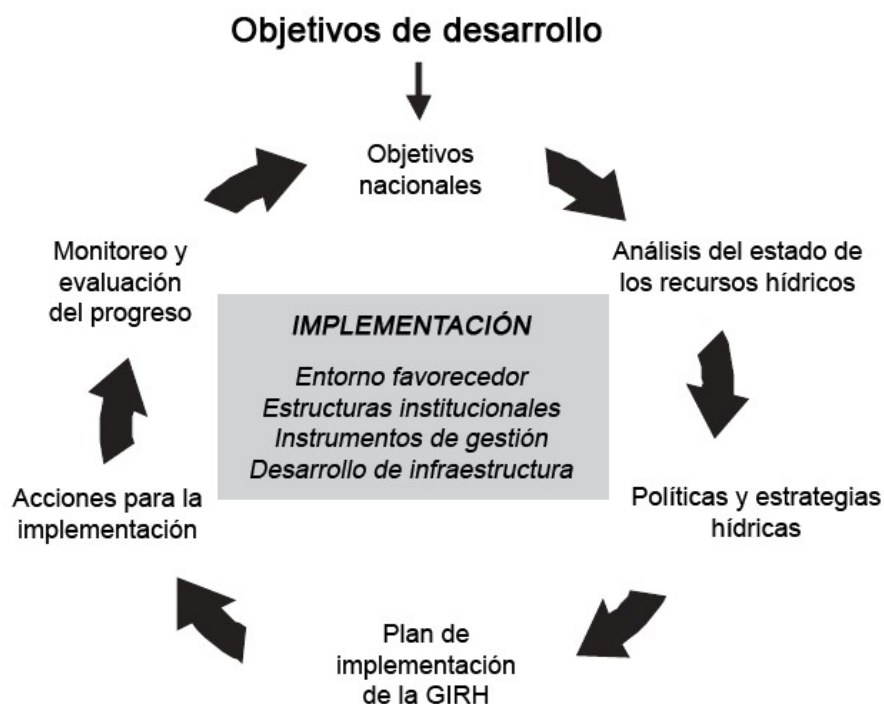 Objetivos de desarrollo
Objetivos
nacionales
Análisis del estado de
los recursos hídricos
Políticas y estrategias
hídricas
Plan de
implementación
de la GIRH
Acciones para la
implementación
Monitoreo y
evaluación
del progreso
IMPLEMENTACIÓN
Entorno favorecedor
Estructuras institucionales
Instrumentos de gestión
Desarrollo de infraestructura